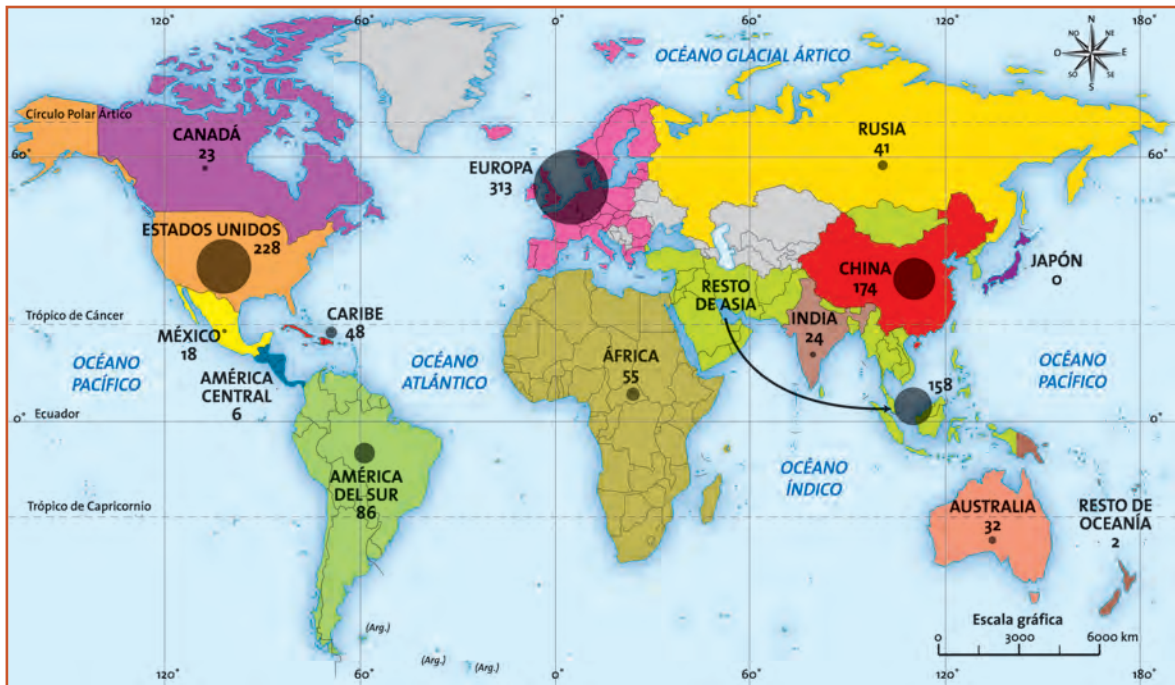 120°
60°
0°
60°
120°
180°
OCÉANO GLACIAL ÁRTICO
N
NO
NE
O
E
SO
SE
S
Círculo Polar Ártico
CANADÁ
23
RUSIA
41
60°
60°
EUROPA
313
ESTADOS UNIDOS
228
CHINA
174
JAPÓN
0
RESTO
DE ASIA
Trópico de Cáncer
CARIBE
48
MÉXICO
18
INDIA
24
OCÉANO
PACÍFICO
OCÉANO
ATLÁNTICO
ÁFRICA
55
OCÉANO
PACÍFICO
AMÉRICA
CENTRAL
6
158
0°
Ecuador
0°
AMÉRICA
DEL SUR
86
OCÉANO
ÍNDICO
Trópico de Capricornio
AUSTRALIA
32
RESTO DE
OCEANÍA
2
Escala gráfica
0
3000
6000 km
(Arg.)
(Arg.)
(Arg.)
120°
60°
0°
60°
120°
180°